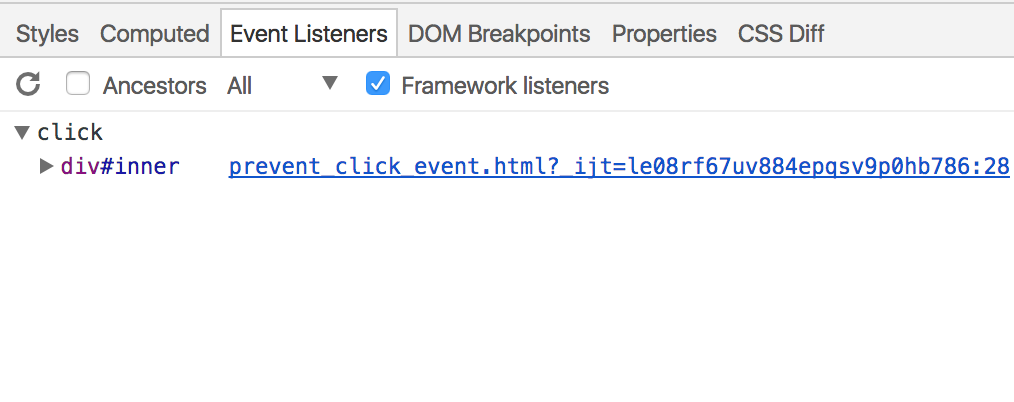 Styles Computed Event Listeners DOM Breakpoints Properties CSS Diff
Ancestors All Framework listeners
click
div#inner prevent_click_event.html?_ijt=le08rf67uv884epqsv9p0hb786:28